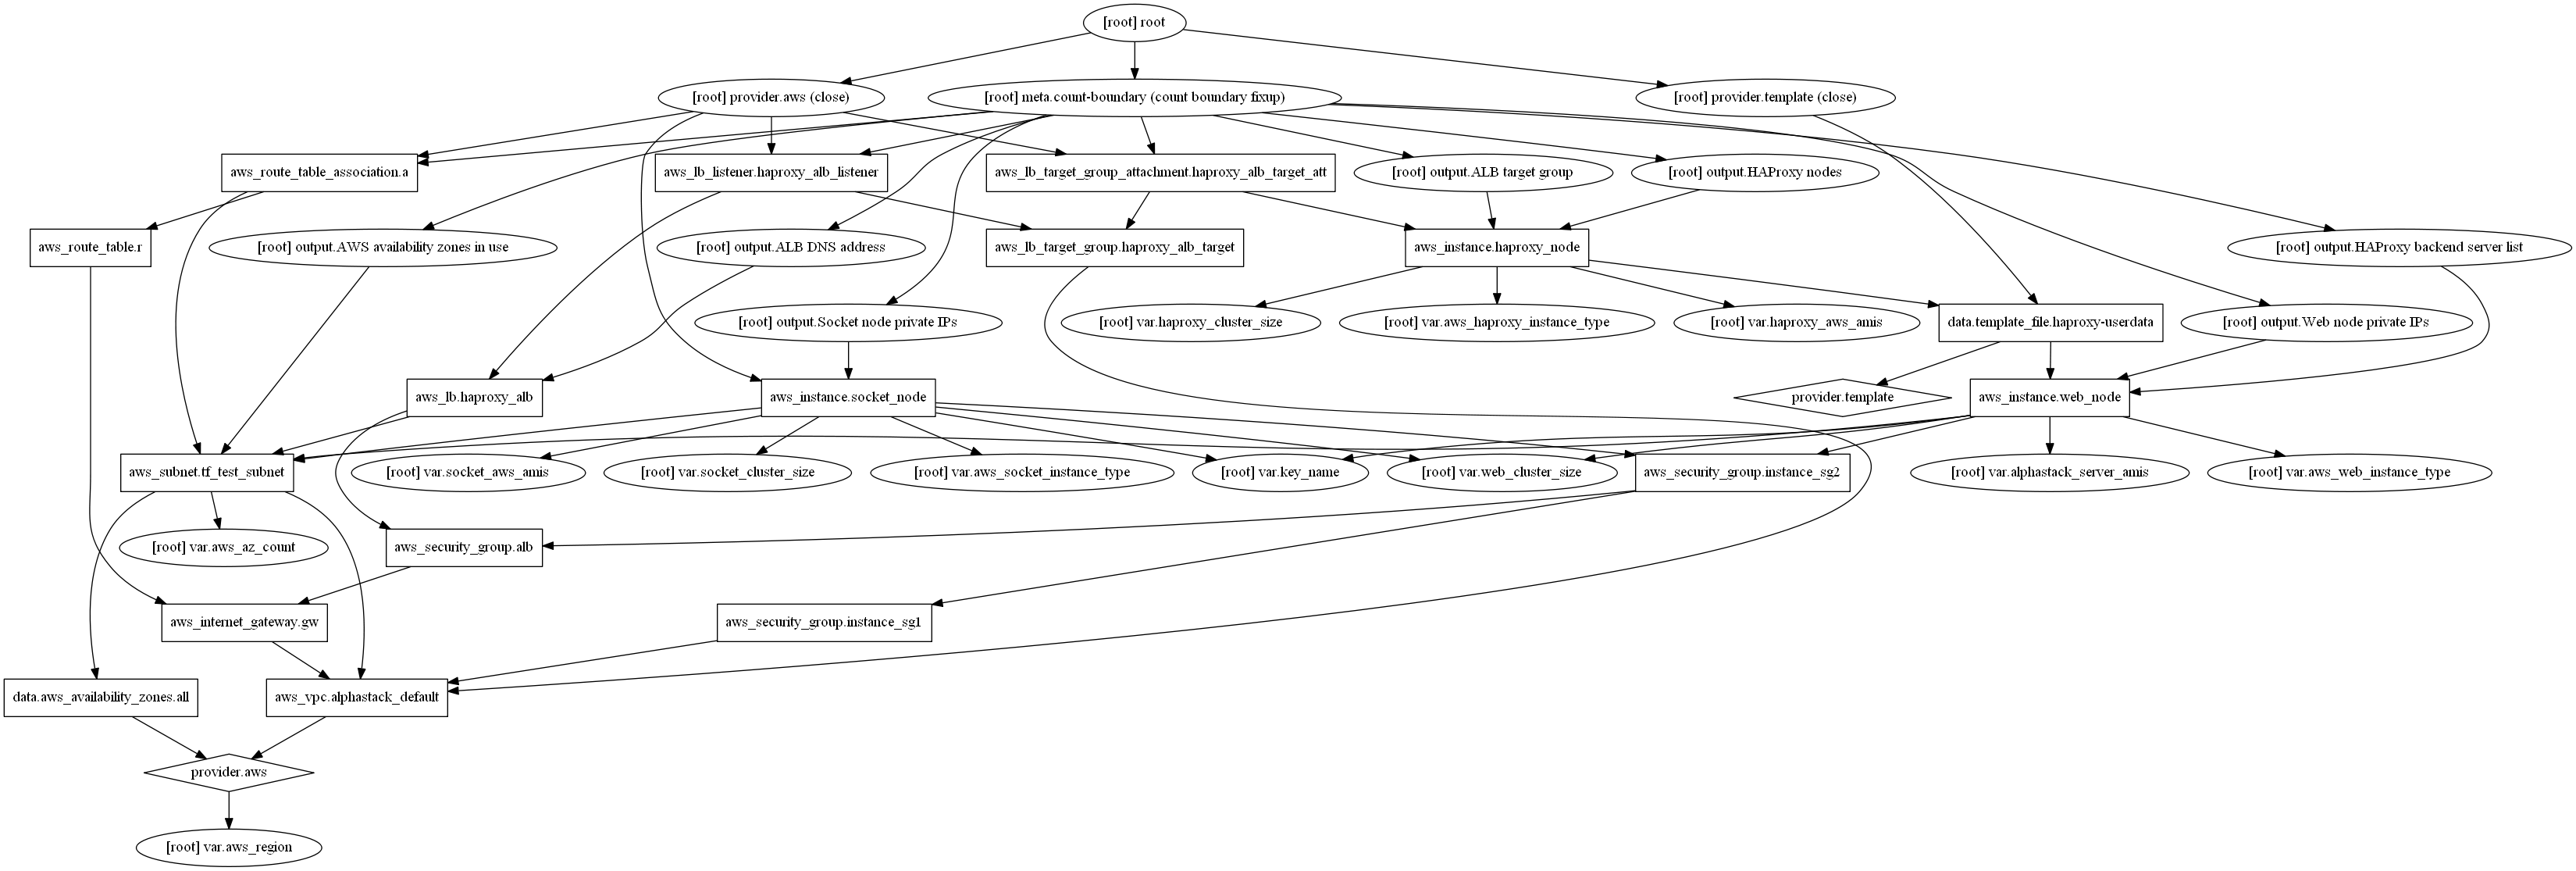 [root] root
[root] provider.aws (close)
[root] meta.count-boundary (count boundary fixup)
[root] provider.template (close)
aws_route_table_association.a
aws_lb_listener.haproxy_alb_listener
aws_lb_target_group_attachment.haproxy_alb_target_att
[root] output.ALB target group
[root] output.HAProxy nodes
aws_route_table.r
[root] output.AWS availability zones in use
[root] output.ALB DNS address
aws_lb_target_group.haproxy_alb_target
aws_instance.haproxy_node
[root] output.HAProxy backend server list
[root] output.Socket node private IPs
[root] var.haproxy_cluster_size
[root] var.aws_haproxy_instance_type
[root] var.haproxy_aws_amis
data.template_file.haproxy-userdata
[root] output.Web node private IPs
aws_lb.haproxy_alb
aws_instance.socket_node
provider.template
aws_instance.web_node
aws_subnet.tf_test_subnet
[root] var.socket_aws_amis
[root] var.socket_cluster_size
[root] var.aws_socket_instance_type
[root] var.key_name
[root] var.web_cluster_size
aws_security_group.instance_sg2
[root] var.alphastack_server_amis
[root] var.aws_web_instance_type
[root] var.aws_az_count
aws_security_group.alb
aws_internet_gateway.gw
aws_security_group.instance_sg1
data.aws_availability_zones.all
aws_vpc.alphastack_default
provider.aws
[root] var.aws_region